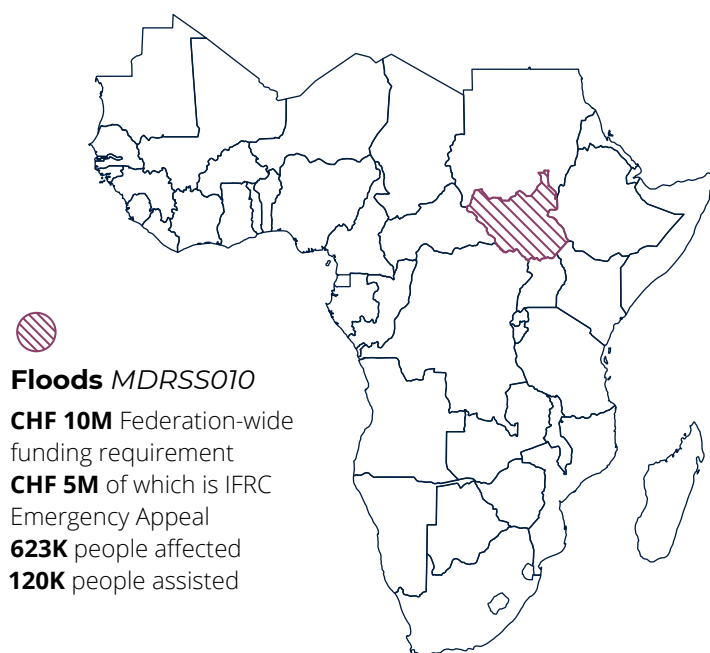 Floods MDRSS010
CHF 10M Federation-wide
funding requirement
CHF 5M of which is IFRC
Emergency Appeal
623K people affected
120K people assisted